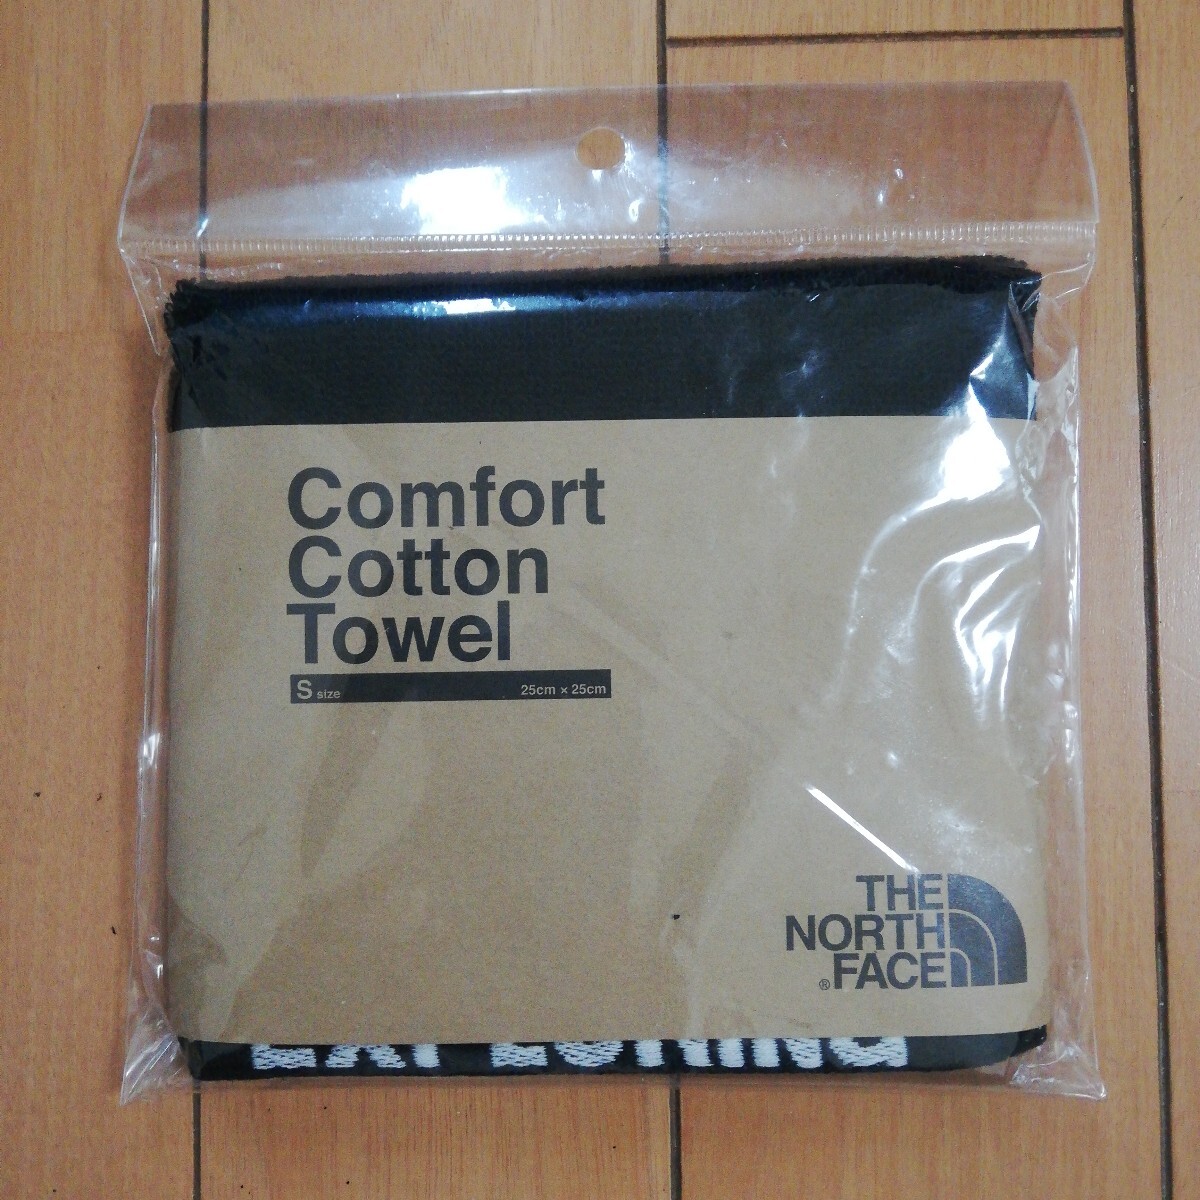 Comfort
Cotton
Towel
S size 25cm × 25cm
THE
NORTH
® FACE